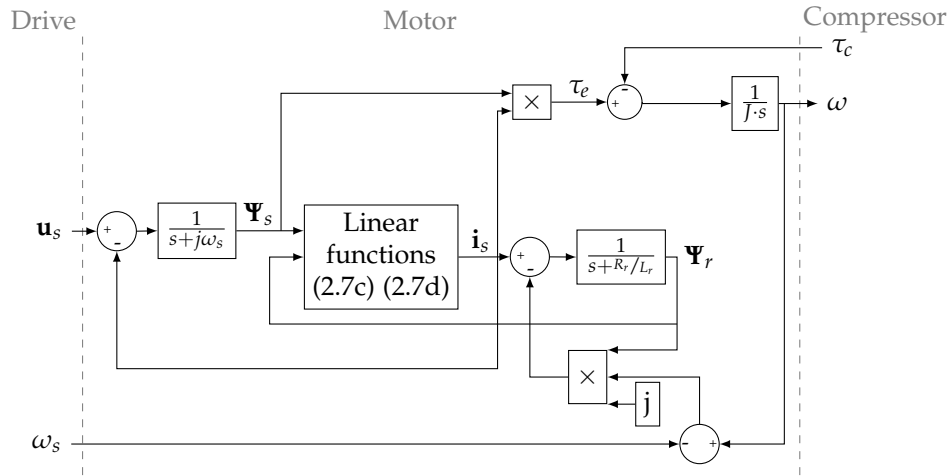 Drive Motor Compressor
τ_c
-
× τ_e + 1/(J·s) ω
u_s + - 1/(s+jω_s) Ψ_s Linear functions (2.7c) (2.7d) i_s + - 1/(s+R_r/L_r) Ψ_r
×
j
ω_s - +